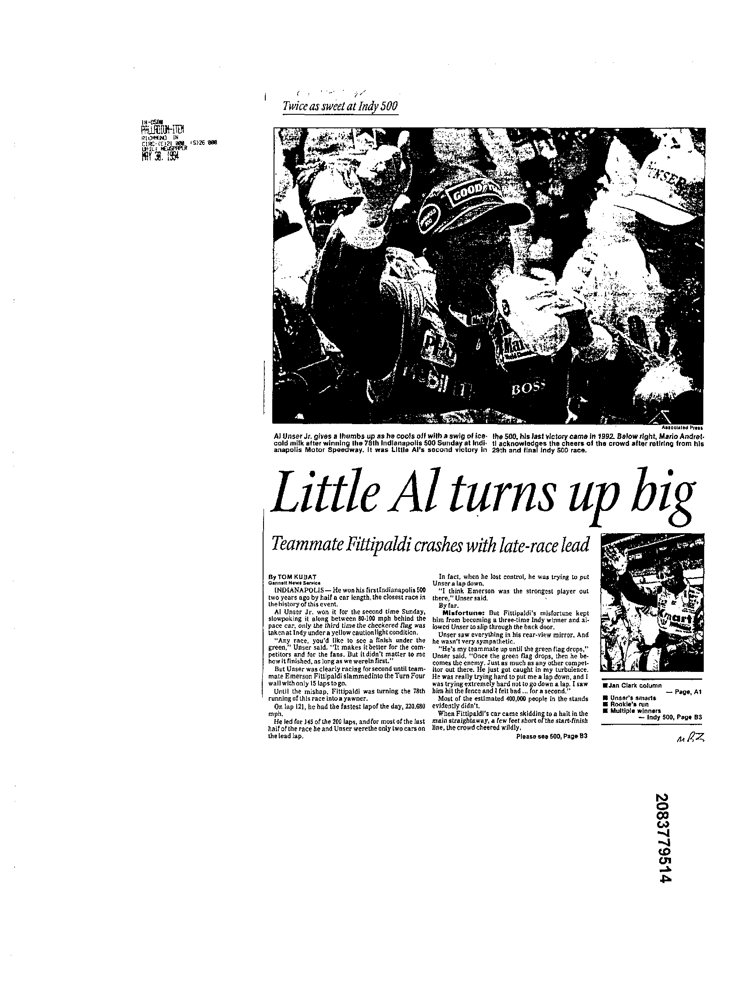 Twice as sweet at Indy 500
PALLADIUM-ITEM
RICHMOND IN
MAY 30, 1994
GOODYEAR
UNSER
BOSS
Associated Press
Al Unser Jr. gives a thumbs up as he cools off with a swig of ice-
cold milk after winning the 78th Indianapolis 500 Sunday at Indi-
anapolis Motor Speedway. It was Little Al's second victory in
the 500, his last victory came in 1992. Below right, Mario Andret-
ti acknowledges the cheers of the crowd after retiring from his
29th and final Indy 500 race.
Little Al turns up big
Teammate Fittipaldi crashes with late-race lead
By TOM KUBAT
Gannett News Service
INDIANAPOLIS — He won his first Indianapolis 500
two years ago by half a car length, the closest race in
the history of this event.
Al Unser Jr. won it for the second time Sunday,
slowpoking it along between 80-100 mph behind the
pace car, only the third time the checkered flag was
taken at Indy under a yellow caution light condition.
"Any race, you'd like to see a finish under the
green," Unser said. "It makes it better for the com-
petitors and for the fans. But it didn't matter to me
how it finished, as long as we were in first."
But Unser was clearly racing for second until team-
mate Emerson Fittipaldi slammed into the Turn Four
wall with only 15 laps to go.
Until the mishap, Fittipaldi was turning the 78th
running of this race into a yawner.
On lap 121, he had the fastest lap of the day, 220.680
mph.
He led for 145 of the 200 laps, and for most of the last
half of the race he and Unser were the only two cars on
the lead lap.
In fact, when he lost control, he was trying to put
Unser a lap down.
"I think Emerson was the strongest player out
there," Unser said.
By far.
Misfortune: But Fittipaldi's misfortune kept
him from becoming a three-time Indy winner and al-
lowed Unser to slip through the back door.
Unser saw everything in his rear-view mirror. And
he wasn't very sympathetic.
"He's my teammate up until the green flag drops,"
Unser said. "Once the green flag drops, then he be-
comes the enemy. Just as much as any other compet-
itor out there. He just got caught in my turbulence.
He was really trying hard to put me a lap down, and I
was trying extremely hard not to go down a lap. I saw
him hit the fence and I felt bad ... for a second."
Most of the estimated 400,000 people in the stands
evidently didn't.
When Fittipaldi's car came skidding to a halt in the
main straightaway, a few feet short of the start-finish
line, the crowd cheered wildly.
Please see 500, Page B3
■ Jan Clark column
— Page, A1
■ Unser's smarts
■ Rookie's run
■ Multiple winners
— Indy 500, Page B3
2083779514